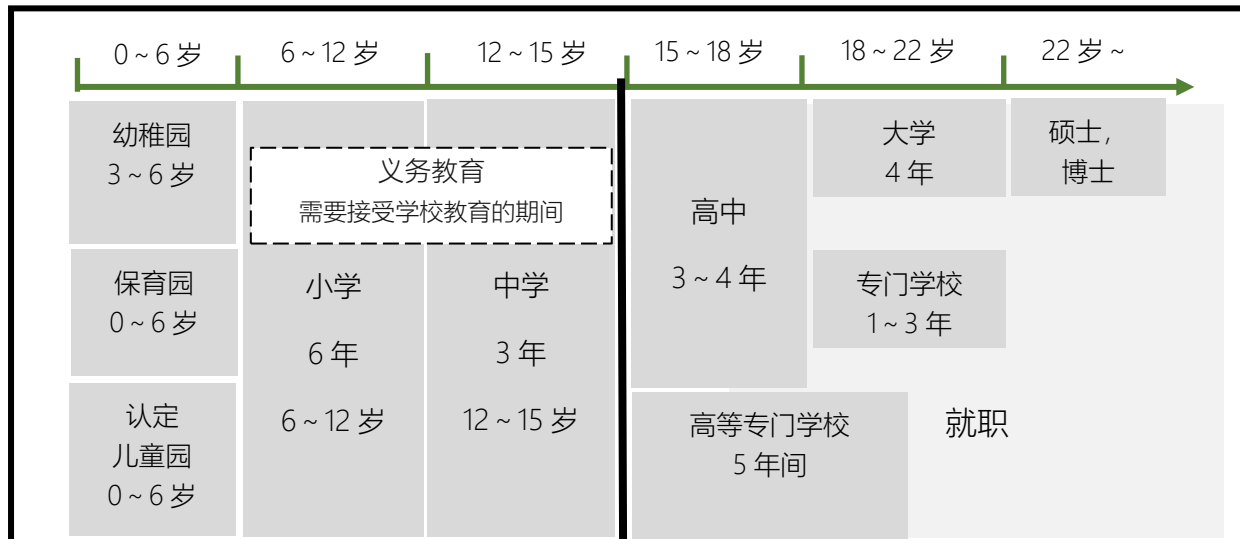 0 ~ 6 岁
6 ~ 12 岁
12 ~ 15 岁
15 ~ 18 岁
18 ~ 22 岁
22 岁 ~
幼稚园
3 ~ 6 岁
保育园
0 ~ 6 岁
认定
儿童园
0 ~ 6 岁
义务教育
需要接受学校教育的期间
小学
6 年
6 ~ 12 岁
中学
3 年
12 ~ 15 岁
高中
3 ~ 4 年
高等专门学校
5 年间
大学
4 年
专门学校
1 ~ 3 年
硕士，
博士
就职